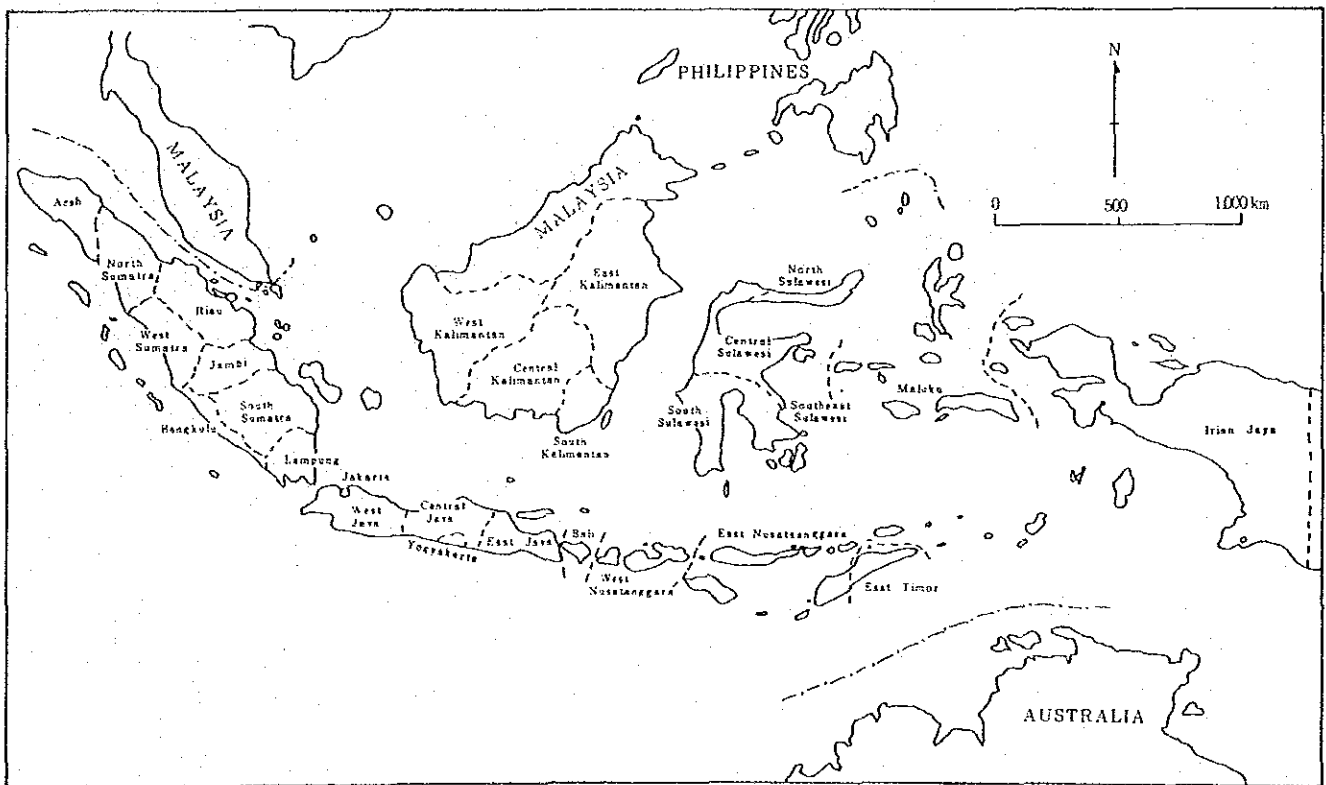 PHILIPPINES
N
MALAYSIA
MALAYSIA
0 500 1000 km
Aceh
North
Sumatra
Riau
West
Sumatra
Jambi
South
Sumatra
Bengkulu
Lampung
East
Kalimantan
West
Kalimantan
Central
Kalimantan
South
Kalimantan
North
Sulawesi
Central
Sulawesi
South
Sulawesi
Southeast
Sulawesi
Maluku
Irian Jaya
Jakarta
West
Java
Central
Java
Yogyakarta
East Java
Bali
West
Nusatanggara
East Nusatsanggara
East Timor
AUSTRALIA